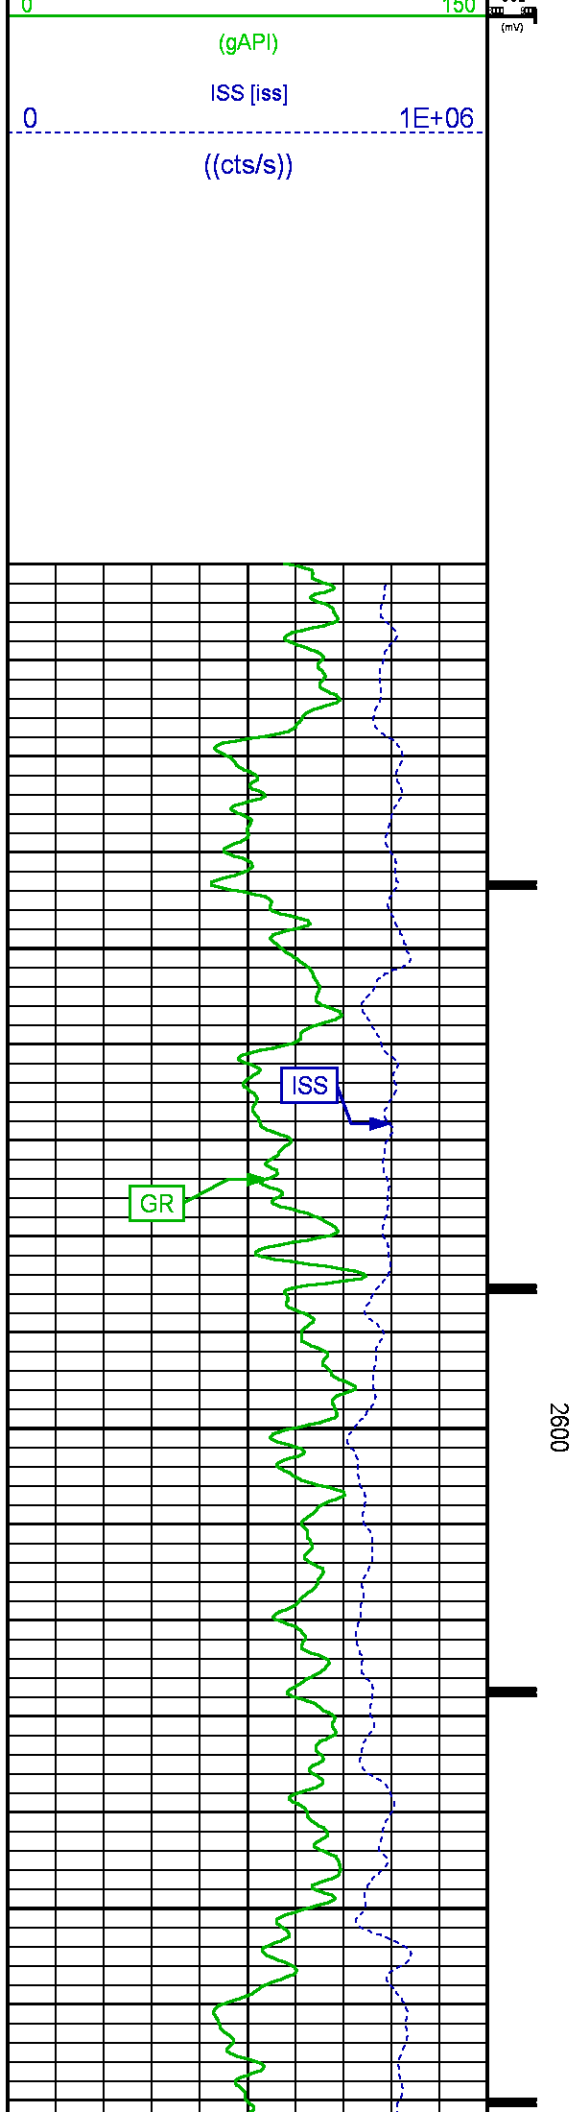 0 150
(mV)
(gAPI)
ISS [iss]
0 1E+06
((cts/s))
ISS
GR
2600